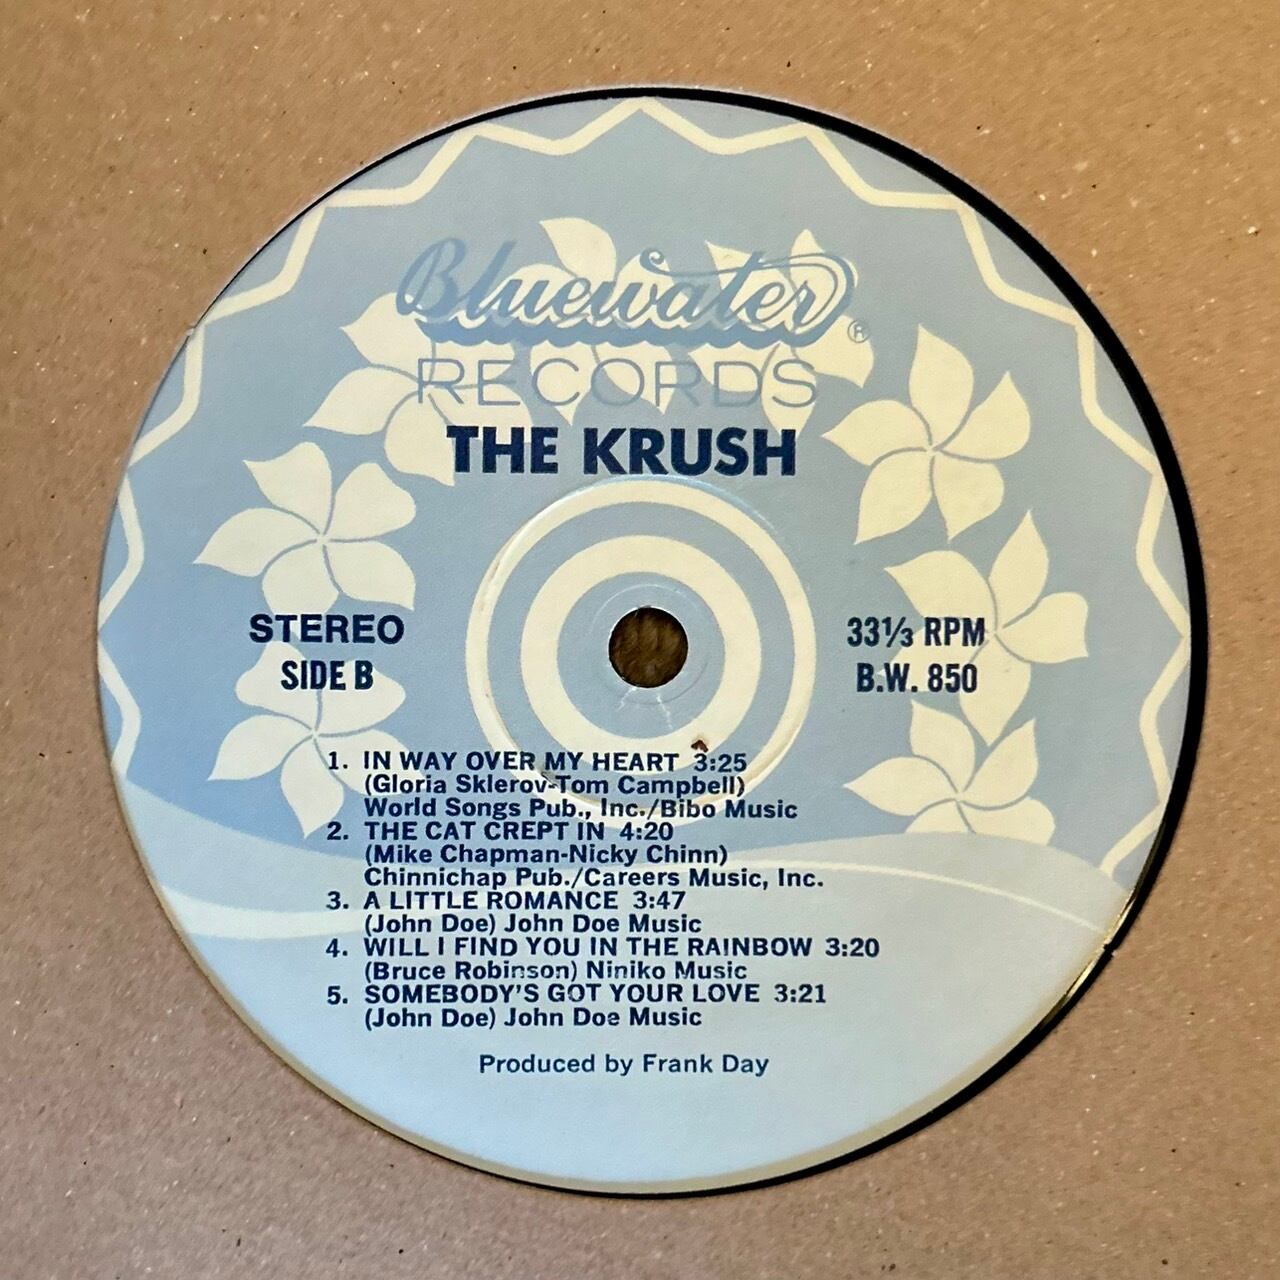 Bluewater®
RECORDS
THE KRUSH
STEREO
SIDE B
33⅓ RPM
B.W. 850
1. IN WAY OVER MY HEART 3:25
(Gloria Sklerov-Tom Campbell)
World Songs Pub., Inc./Bibo Music
2. THE CAT CREPT IN 4:20
(Mike Chapman-Nicky Chinn)
Chinnichap Pub./Careers Music, Inc.
3. A LITTLE ROMANCE 3:47
(John Doe) John Doe Music
4. WILL I FIND YOU IN THE RAINBOW 3:20
(Bruce Robinson) Niniko Music
5. SOMEBODY'S GOT YOUR LOVE 3:21
(John Doe) John Doe Music
Produced by Frank Day